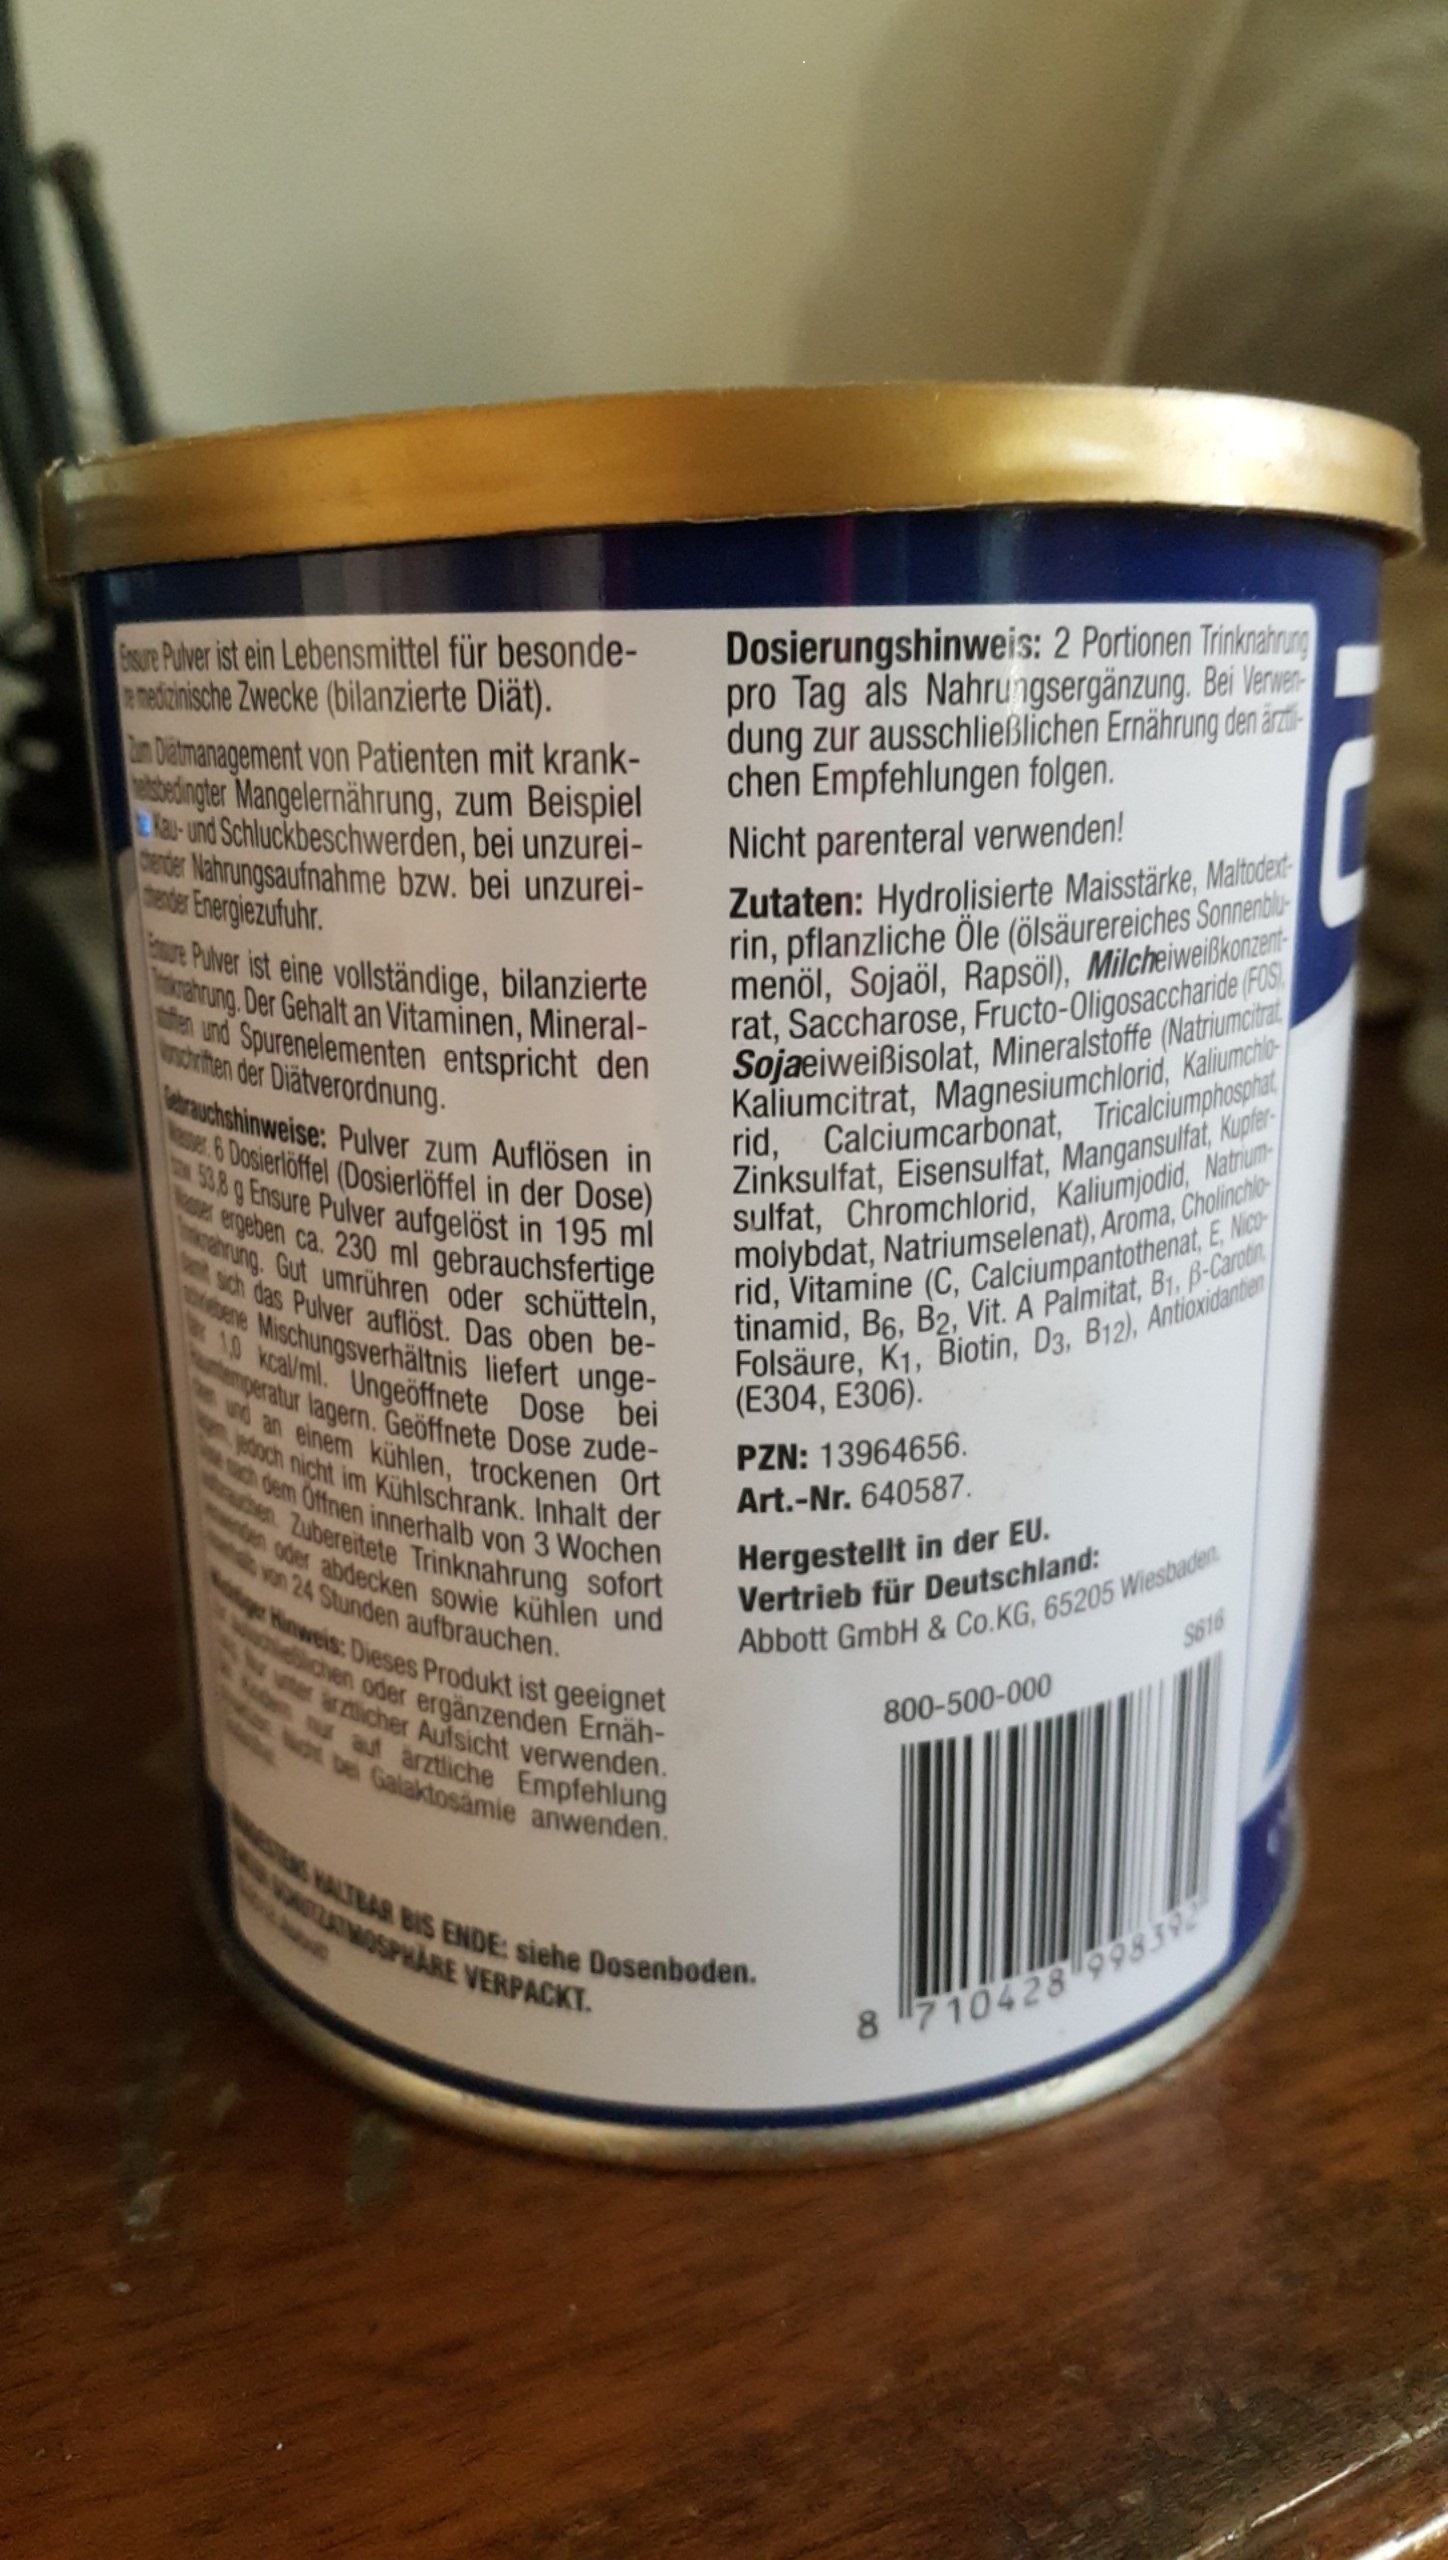 Ensure Pulver ist ein Lebensmittel für besonde-
re medizinische Zwecke (bilanzierte Diät).
Zum Diätmanagement von Patienten mit krank-
heitsbedingter Mangelernährung, zum Beispiel
bei Kau- und Schluckbeschwerden, bei unzurei-
chender Nahrungsaufnahme bzw. bei unzurei-
chender Energiezufuhr.
Ensure Pulver ist eine vollständige, bilanzierte
Trinknahrung. Der Gehalt an Vitaminen, Mineral-
stoffen und Spurenelementen entspricht den
Vorschriften der Diätverordnung.
Gebrauchshinweise: Pulver zum Auflösen in
Wasser. 6 Dosierlöffel (Dosierlöffel in der Dose)
bzw. 53,8 g Ensure Pulver aufgelöst in 195 ml
Wasser ergeben ca. 230 ml gebrauchsfertige
Trinknahrung. Gut umrühren oder schütteln,
damit sich das Pulver auflöst. Das oben be-
schriebene Mischungsverhältnis liefert unge-
fähr 1,0 kcal/ml. Ungeöffnete Dose bei
Raumtemperatur lagern. Geöffnete Dose zude-
cken und an einem kühlen, trockenen Ort
lagern, jedoch nicht im Kühlschrank. Inhalt der
Dose nach dem Öffnen innerhalb von 3 Wochen
aufbrauchen. Zubereitete Trinknahrung sofort
verwenden oder abdecken sowie kühlen und
innerhalb von 24 Stunden aufbrauchen.
Wichtiger Hinweis: Dieses Produkt ist geeignet
zur ausschließlichen oder ergänzenden Ernäh-
rung. Nur unter ärztlicher Aufsicht verwenden.
Bei Kindern nur auf ärztliche Empfehlung
Nicht bei Galaktosämie anwenden.
MINDESTENS HALTBAR BIS ENDE: siehe Dosenboden.
UNTER SCHUTZATMOSPHÄRE VERPACKT.
Dosierungshinweis: 2 Portionen Trinknahrung
pro Tag als Nahrungsergänzung. Bei Verwen-
dung zur ausschließlichen Ernährung den ärztli-
chen Empfehlungen folgen.
Nicht parenteral verwenden!
Zutaten: Hydrolisierte Maisstärke, Maltodext-
rin, pflanzliche Öle (ölsäurereiches Sonnenblu-
menöl, Sojaöl, Rapsöl), Milcheiweißkonzent-
rat, Saccharose, Fructo-Oligosaccharide (FOS),
Sojaeiweißisolat, Mineralstoffe (Natriumcitrat,
Kaliumcitrat, Magnesiumchlorid, Kaliumchlo-
rid, Calciumcarbonat, Tricalciumphosphat,
Zinksulfat, Eisensulfat, Mangansulfat, Kupfer-
sulfat, Chromchlorid, Kaliumjodid, Natrium-
molybdat, Natriumselenat), Aroma, Cholinchlo-
rid, Vitamine (C, Calciumpantothenat, E, Nico-
tinamid, B6, B2, Vit. A Palmitat, B1, β-Carotin,
Folsäure, K1, Biotin, D3, B12), Antioxidantien
(E304, E306).
PZN: 13964656.
Art.-Nr. 640587.
Hergestellt in der EU.
Vertrieb für Deutschland:
Abbott GmbH & Co.KG, 65205 Wiesbaden.
S616
800-500-000
8 710428 998392